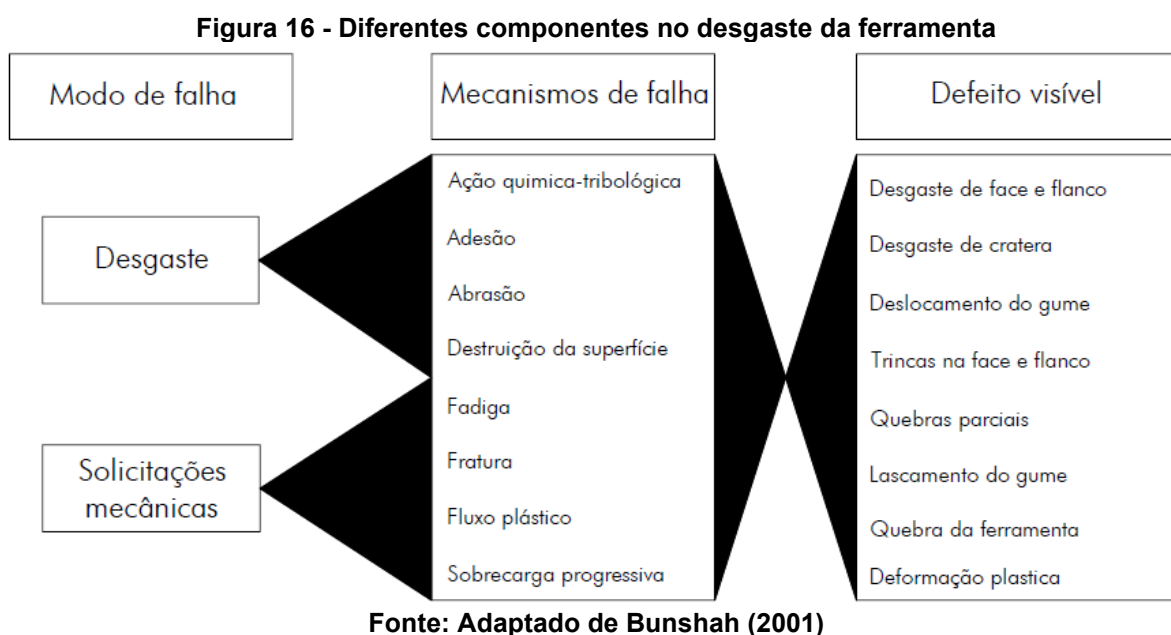 Figura 16 - Diferentes componentes no desgaste da ferramenta
Modo de falha
Mecanismos de falha
Defeito visível
Desgaste
Solicitações
mecânicas
Ação quimica-tribológica
Adesão
Abrasão
Destruição da superfície
Fadiga
Fratura
Fluxo plástico
Sobrecarga progressiva
Desgaste de face e flanco
Desgaste de cratera
Deslocamento do gume
Trincas na face e flanco
Quebras parciais
Lascamento do gume
Quebra da ferramenta
Deformação plastica
Fonte: Adaptado de Bunshah (2001)